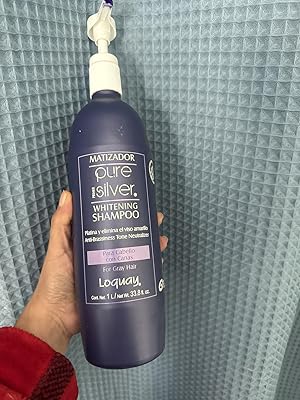 MATIZADOR
pure
silver
WHITENING
SHAMPOO
Platina y elimina el viso amarillo
Anti-Brassiness Tone Neutralizer
Para Cabello
con Canas
For Gray Hair
Loquay
Cont. Net. 1 L / Net Wt. 33.8 fl. oz.